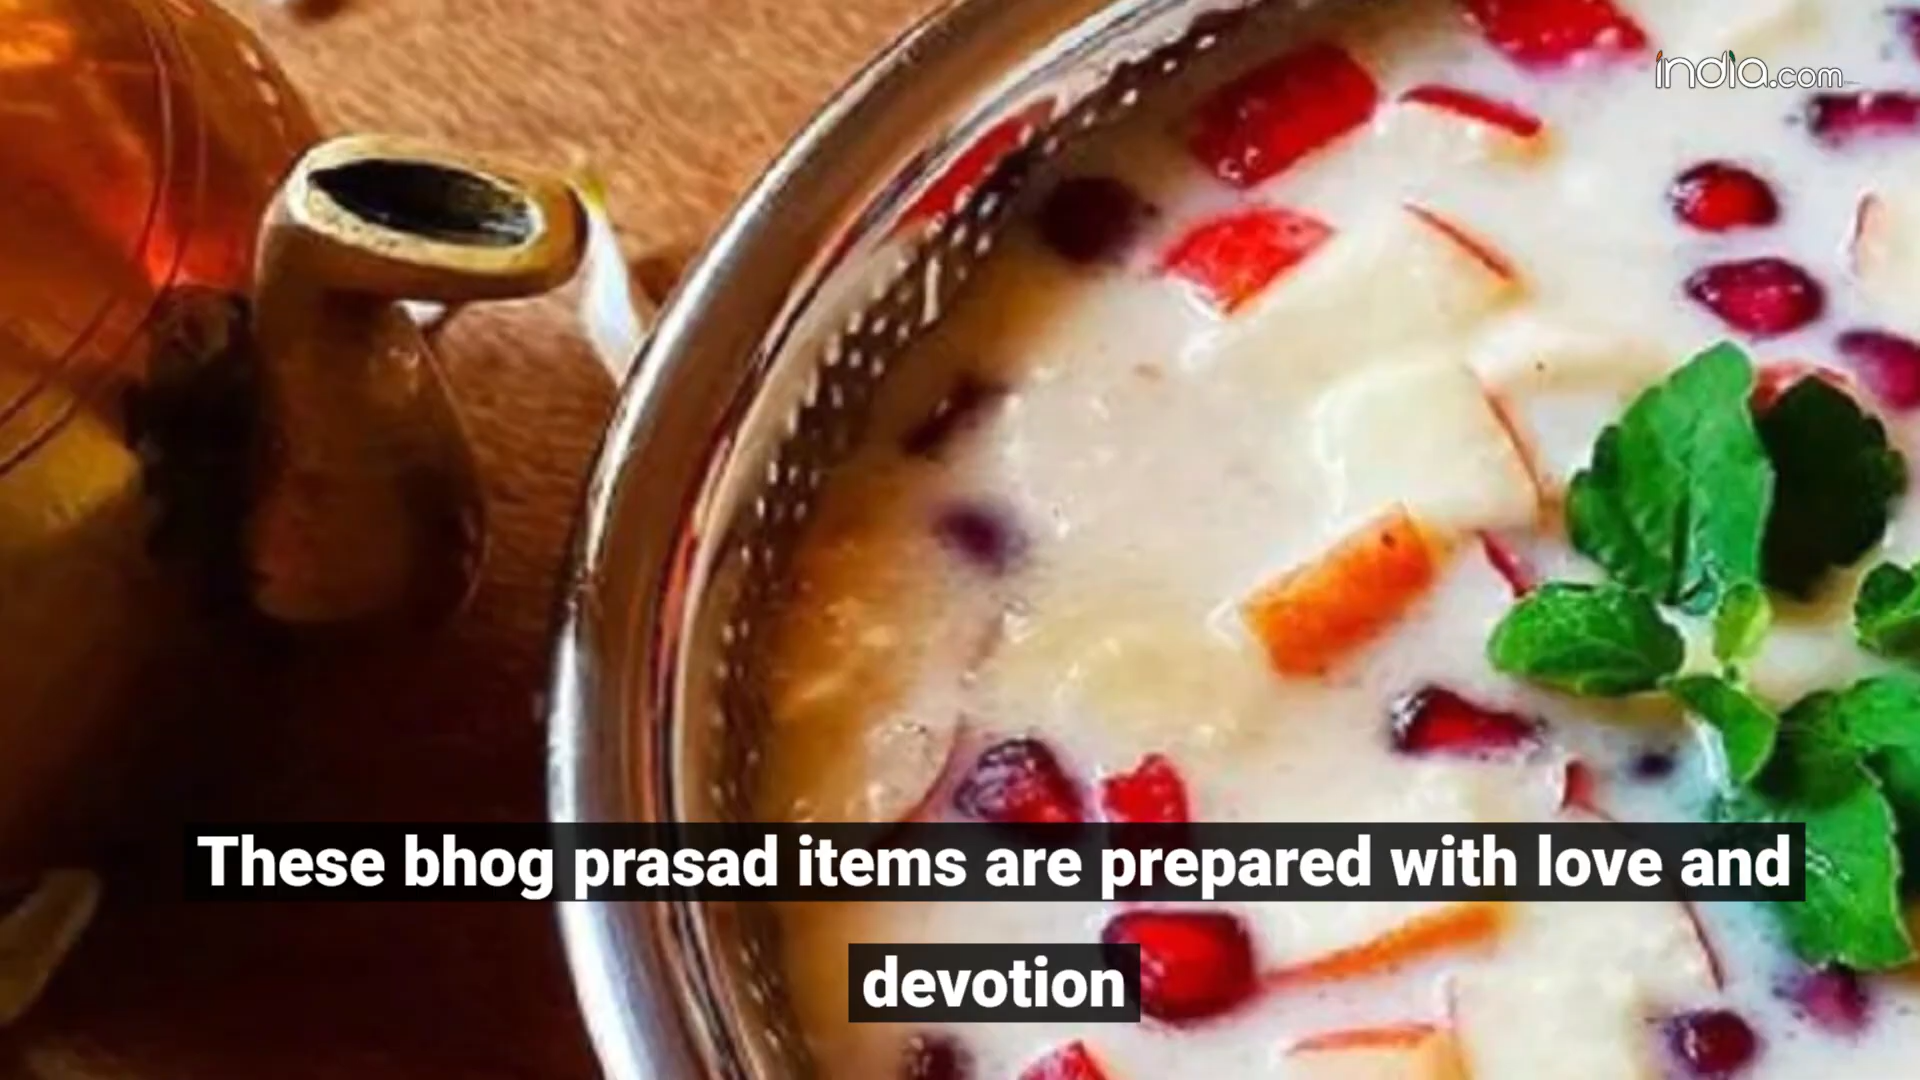 india.com
These bhog prasad items are prepared with love and
devotion